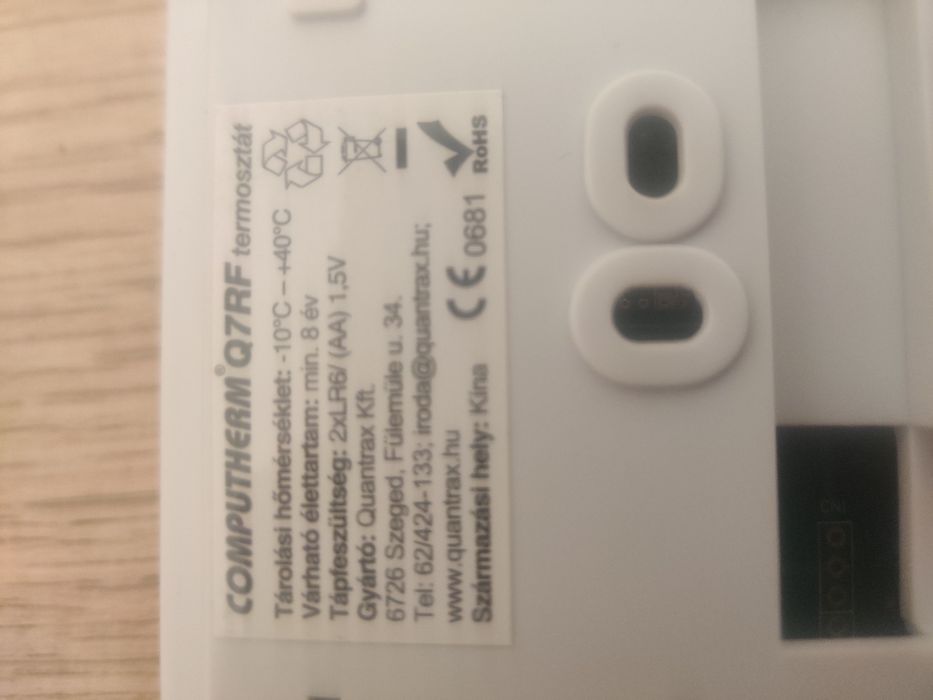 COMPUTHERM® Q7RF termosztát
Tárolási hőmérséklet: -10°C – +40°C
Várható élettartam: min. 8 év
Tápfeszültség: 2xLR6/ (AA) 1,5V
Gyártó: Quantrax Kft.
6726 Szeged, Fülemüle u. 34.
Tel: 62/424-133; iroda@quantrax.hu;
www.quantrax.hu
Származási hely: Kína
CE 0681
RoHS